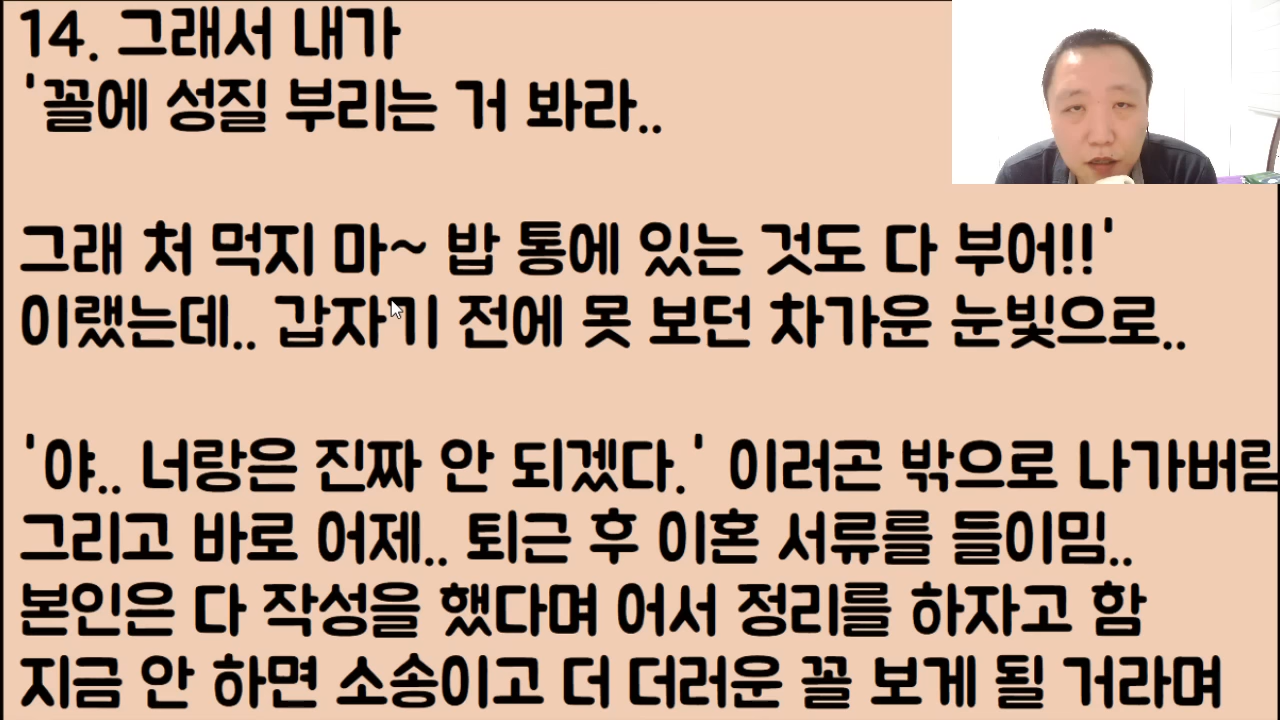 14. 그래서 내가
'꼴에 성질 부리는 거 봐라..
그래 처 먹지 마~ 밥 통에 있는 것도 다 부어!!'
이랬는데.. 갑자기 전에 못 보던 차가운 눈빛으로..
'야.. 너랑은 진짜 안 되겠다.' 이러곤 밖으로 나가버림
그리고 바로 어제.. 퇴근 후 이혼 서류를 들이밈..
본인은 다 작성을 했다며 어서 정리를 하자고 함
지금 안 하면 소송이고 더 더러운 꼴 보게 될 거라며